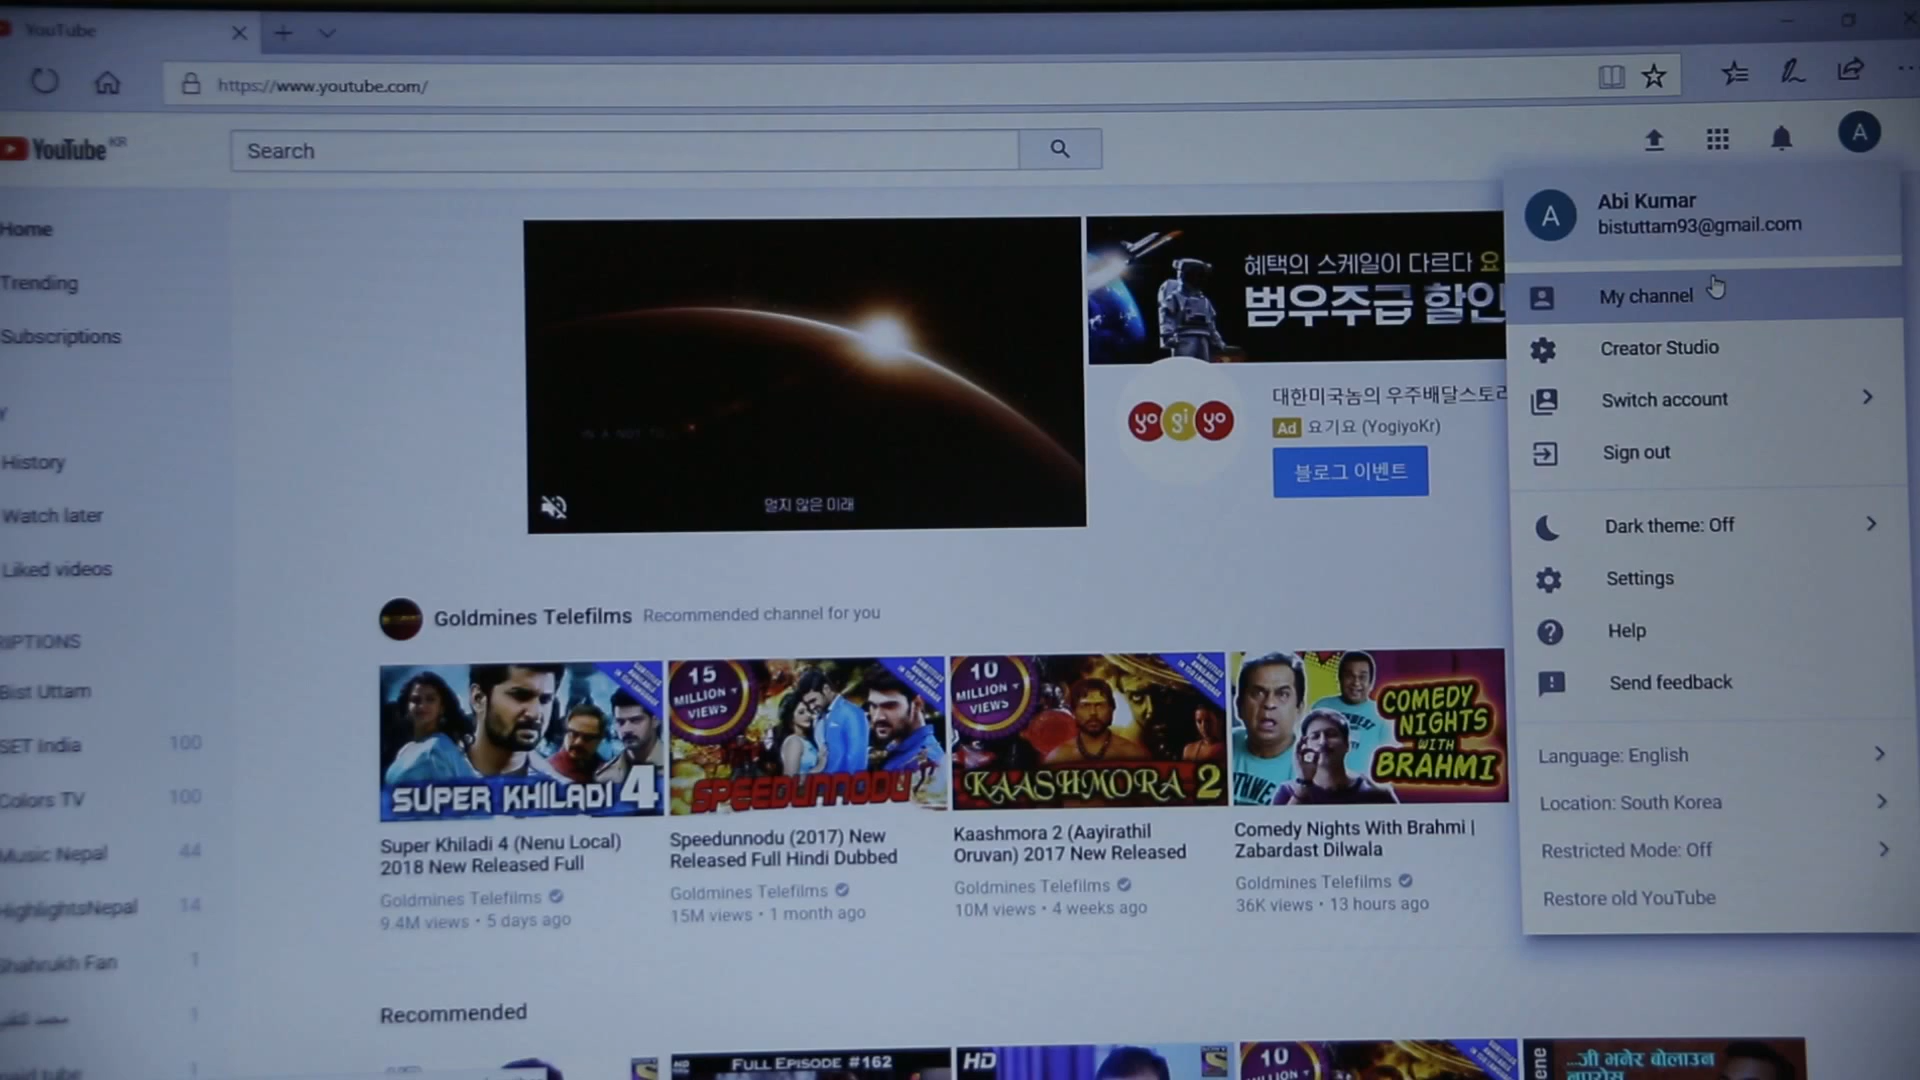 YouTube
https://www.youtube.com/
YouTube KR
Search
A
Home
Trending
Subscriptions
Y
History
Watch later
Liked videos
RIPTIONS
Bist Uttam
SET India 100
Colors TV 100
Music Nepal 44
HighlightsNepal 14
Shahrukh Fan 1
1
1
얼지 않은 미래
혜택의 스케일이 다르다 요
범우주급 할인
yo gi yo
대한미국놈의 우주배달스토리
Ad 요기요 (YogiyoKr)
블로그 이벤트
Goldmines Telefilms Recommended channel for you
SUPER KHILADI 4
15
MILLION
VIEWS
SPEEDUNNODU
10
MILLION
VIEWS
KAASHMORA 2
COMEDY
NIGHTS
WITH
BRAHMI
Super Khiladi 4 (Nenu Local)
2018 New Released Full
Goldmines Telefilms
9.4M views • 5 days ago
Speedunnodu (2017) New
Released Full Hindi Dubbed
Goldmines Telefilms
15M views • 1 month ago
Kaashmora 2 (Aayirathil
Oruvan) 2017 New Released
Goldmines Telefilms
10M views • 4 weeks ago
Comedy Nights With Brahmi |
Zabardast Dilwala
Goldmines Telefilms
36K views • 13 hours ago
Recommended
FULL EPISODE #162
HD
10
...जी भनेर बोलाउन
A
Abi Kumar
bistuttam93@gmail.com
My channel
Creator Studio
Switch account
Sign out
Dark theme: Off
Settings
Help
Send feedback
Language: English
Location: South Korea
Restricted Mode: Off
Restore old YouTube